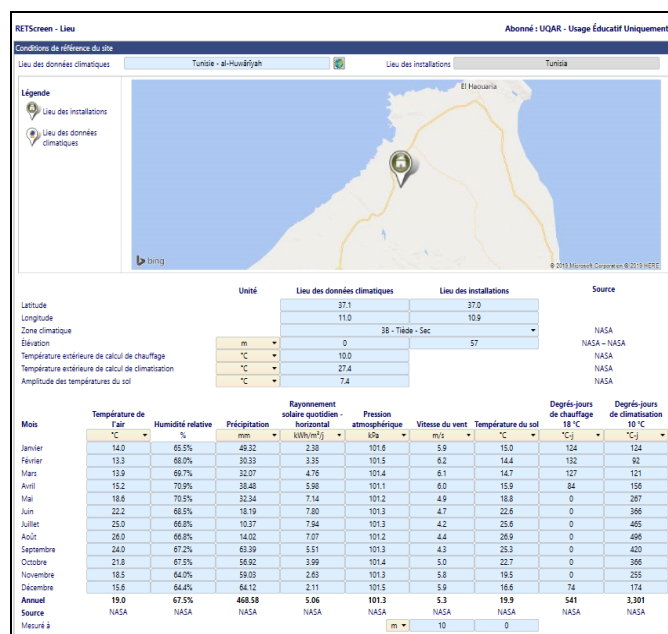 RETScreen - Lieu Abonné : UQAR - Usage Éducatif Uniquement
Conditions de référence du site
Lieu des données climatiques Tunisie - al-Huwārīyah Lieu des installations Tunisia
Légende
Lieu des installations
Lieu des données
climatiques
El Haouaria
bing
© 2019 Microsoft Corporation © 2019 HERE
Unité Lieu des données climatiques Lieu des installations Source
Latitude 37.1 37.0
Longitude 11.0 10.9
Zone climatique 3B - Tiède - Sec NASA
Élévation m 0 57 NASA – NASA
Température extérieure de calcul de chauffage °C 10.0 NASA
Température extérieure de calcul de climatisation °C 27.4 NASA
Amplitude des températures du sol °C 7.4 NASA
Mois Température de l'air Humidité relative Précipitation Rayonnement solaire quotidien - horizontal Pression atmosphérique Vitesse du vent Température du sol Degrés-jours de chauffage 18 °C Degrés-jours de climatisation 10 °C
°C % mm kWh/m²/j kPa m/s °C °C-j °C-j
Janvier 14.0 65.5% 49.32 2.38 101.6 5.9 15.0 124 124
Février 13.3 68.0% 30.33 3.35 101.5 6.2 14.4 132 92
Mars 13.9 69.7% 32.07 4.76 101.4 6.1 14.7 127 121
Avril 15.2 70.9% 38.48 5.98 101.1 6.0 15.9 84 156
Mai 18.6 70.5% 32.34 7.14 101.2 4.9 18.8 0 267
Juin 22.2 68.5% 18.19 7.80 101.3 4.7 22.6 0 366
Juillet 25.0 66.8% 10.37 7.94 101.3 4.2 25.6 0 465
Août 26.0 66.8% 14.02 7.07 101.2 4.4 26.9 0 496
Septembre 24.0 67.2% 63.39 5.51 101.3 4.3 25.3 0 420
Octobre 21.8 67.5% 56.92 3.99 101.4 5.0 22.7 0 366
Novembre 18.5 64.0% 59.03 2.63 101.3 5.8 19.5 0 255
Décembre 15.6 64.4% 64.12 2.11 101.5 5.9 16.6 74 174
Annuel 19.0 67.5% 468.58 5.06 101.3 5.3 19.9 541 3,301
Source NASA NASA NASA NASA NASA NASA NASA NASA NASA
Mesuré à m 10 0